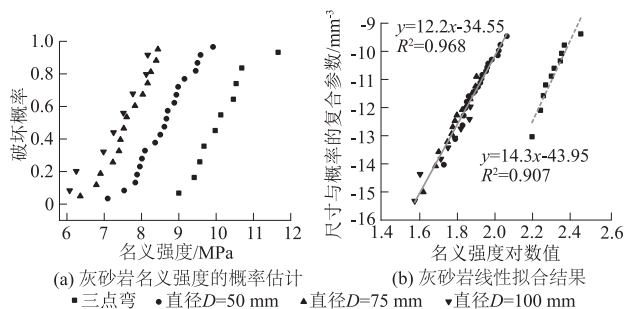 破坏概率
1.0
0.8
0.6
0.4
0.2
0
6 7 8 9 10 11 12
名义强度/MPa
(a) 灰砂岩名义强度的概率估计
尺寸与概率的复合参数/mm⁻³
-9
-10
-11
-12
-13
-14
-15
-16
y=12.2x-34.55
R²=0.968
y=14.3x-43.95
R²=0.907
1.4 1.6 1.8 2.0 2.2 2.4 2.6
名义强度对数值
(b) 灰砂岩线性拟合结果
■ 三点弯 ● 直径D=50 mm ▲ 直径D=75 mm ▼ 直径D=100 mm